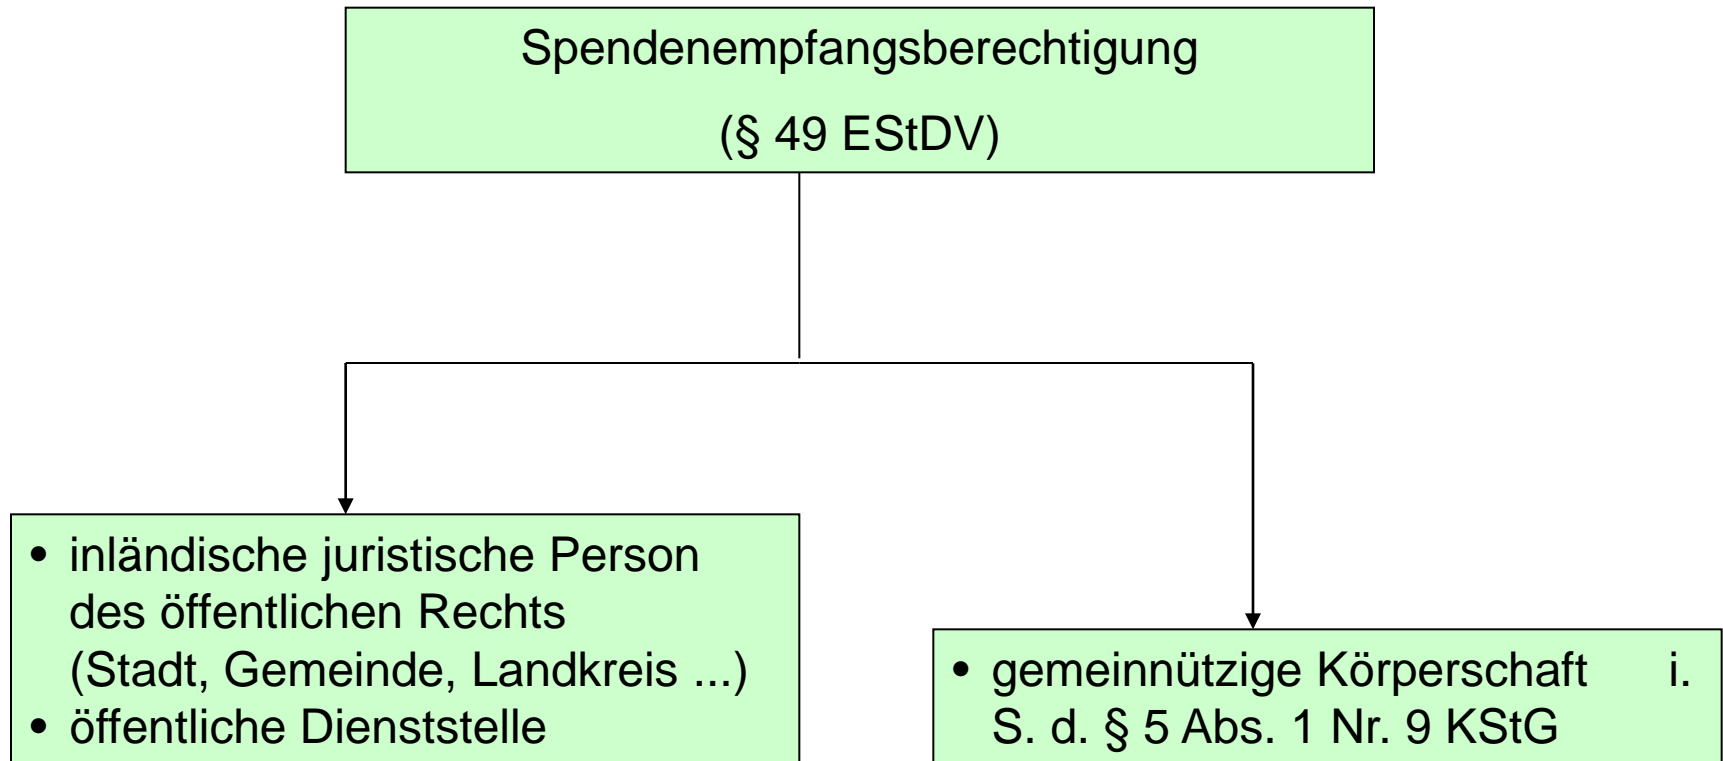 Spendenempfangsberechtigung
(§ 49 EStDV)
• inländische juristische Person
des öffentlichen Rechts
(Stadt, Gemeinde, Landkreis ...)
• öffentliche Dienststelle
• gemeinnützige Körperschaft i.
S. d. § 5 Abs. 1 Nr. 9 KStG